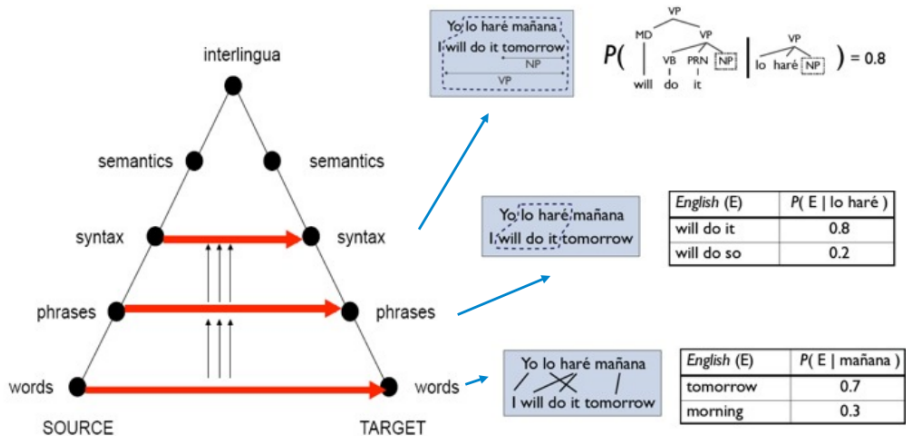 interlingua
semantics semantics
syntax syntax
phrases phrases
words words
SOURCE TARGET
Yo lo haré mañana
I will do it tomorrow
NP
VP
P( VP
MD VP
VB PRN NP
will do it
| VP
lo haré NP
) = 0.8
Yo lo haré mañana
I will do it tomorrow
English (E) P( E | lo haré )
will do it 0.8
will do so 0.2
Yo lo haré mañana
I will do it tomorrow
English (E) P( E | mañana )
tomorrow 0.7
morning 0.3